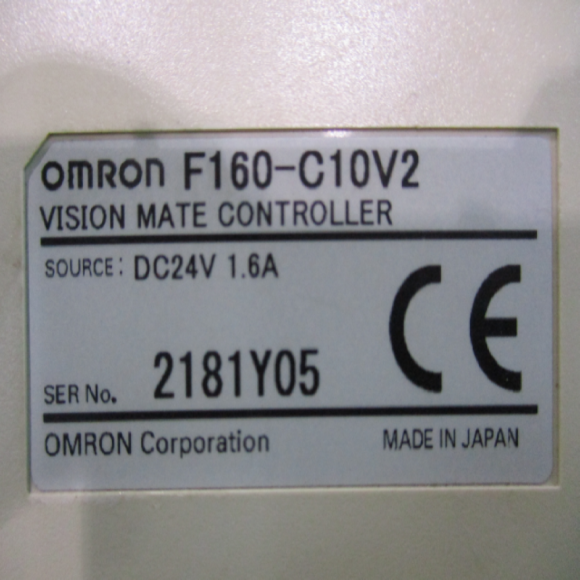 OMRON F160-C10V2
VISION MATE CONTROLLER
SOURCE: DC24V 1.6A
CE
SER No. 2181Y05
OMRON Corporation MADE IN JAPAN